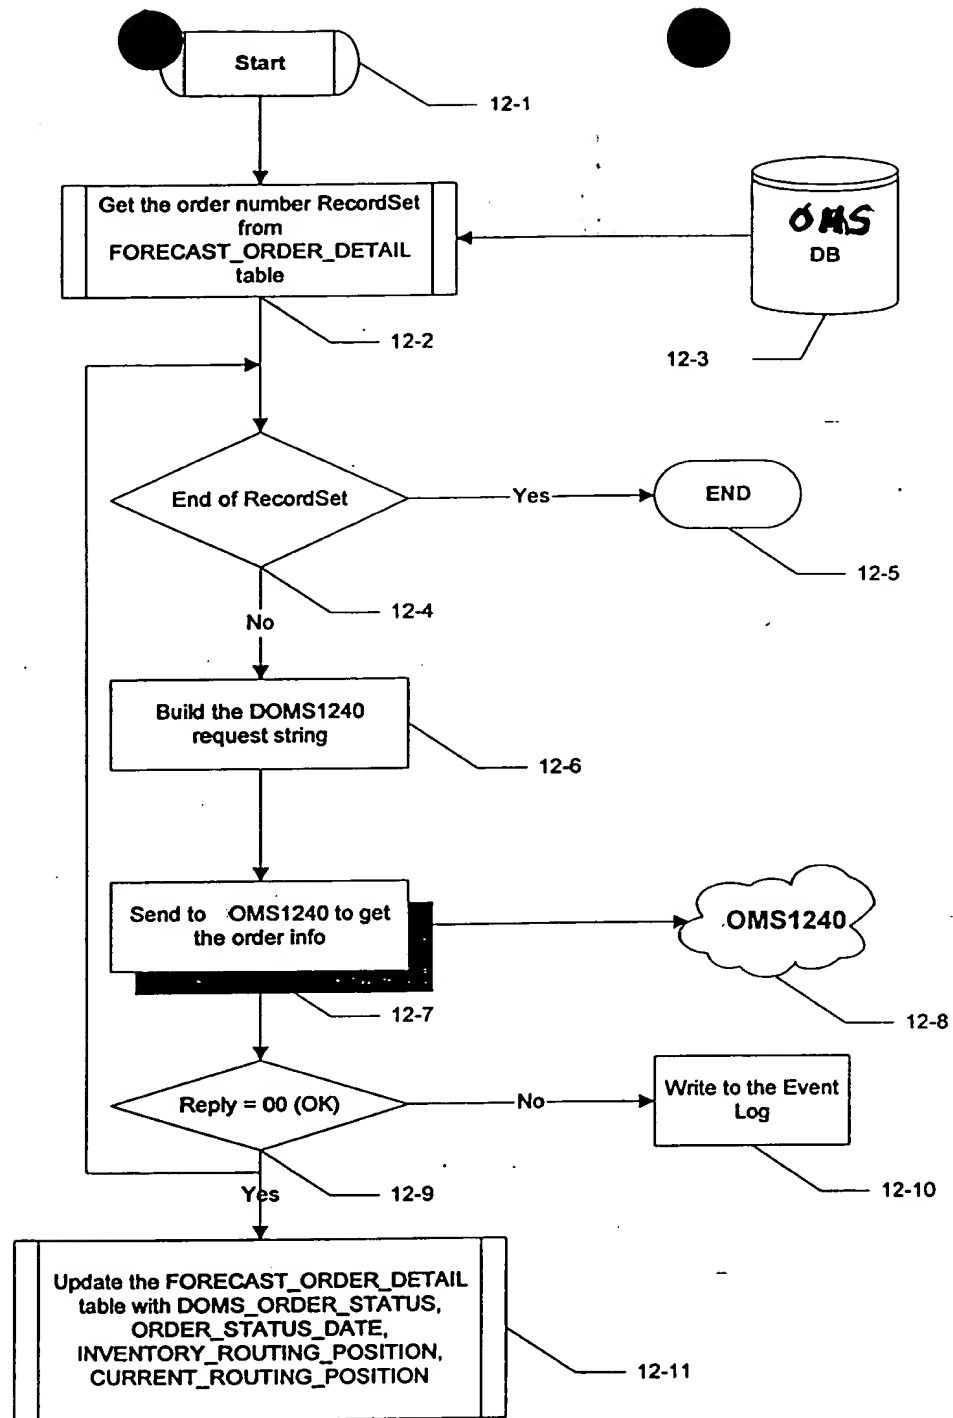 Start
12-1
Get the order number RecordSet
from
FORECAST_ORDER_DETAIL
table
OMS
DB
12-2
12-3
End of RecordSet
Yes
END
12-5
12-4
No
Build the DOMS1240
request string
12-6
Send to OMS1240 to get
the order info
OMS1240
12-7
12-8
Reply = 00 (OK)
No
Write to the Event
Log
12-9
12-10
Yes
Update the FORECAST_ORDER_DETAIL
table with DOMS_ORDER_STATUS,
ORDER_STATUS_DATE,
INVENTORY_ROUTING_POSITION,
CURRENT_ROUTING_POSITION
12-11